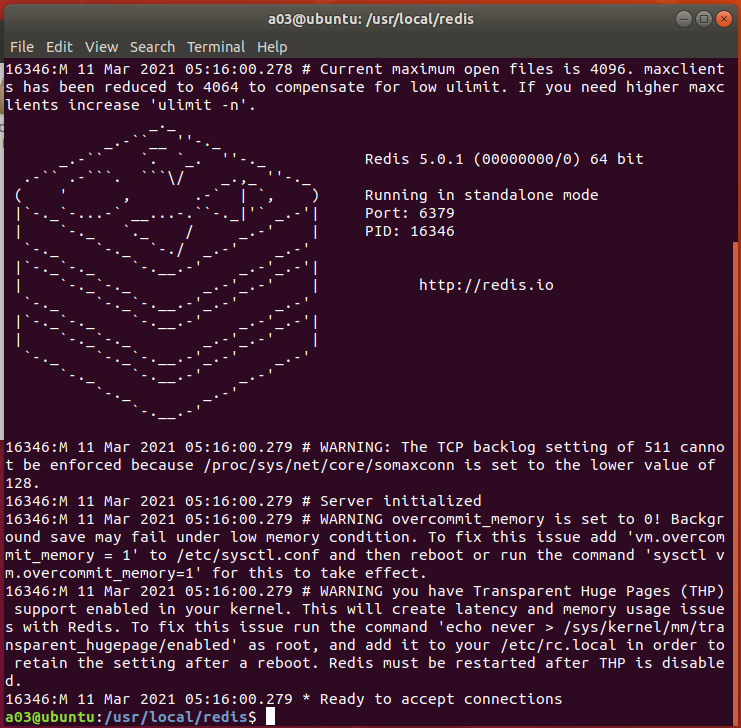 a03@ubuntu: /usr/local/redis
File Edit View Search Terminal Help
16346:M 11 Mar 2021 05:16:00.278 # Current maximum open files is 4096. maxclient
s has been reduced to 4064 to compensate for low ulimit. If you need higher maxc
lients increase 'ulimit -n'.
Redis 5.0.1 (00000000/0) 64 bit
Running in standalone mode
Port: 6379
PID: 16346
http://redis.io
16346:M 11 Mar 2021 05:16:00.279 # WARNING: The TCP backlog setting of 511 canno
t be enforced because /proc/sys/net/core/somaxconn is set to the lower value of
128.
16346:M 11 Mar 2021 05:16:00.279 # Server initialized
16346:M 11 Mar 2021 05:16:00.279 # WARNING overcommit_memory is set to 0! Backgr
ound save may fail under low memory condition. To fix this issue add 'vm.overcom
mit_memory = 1' to /etc/sysctl.conf and then reboot or run the command 'sysctl v
m.overcommit_memory=1' for this to take effect.
16346:M 11 Mar 2021 05:16:00.279 # WARNING you have Transparent Huge Pages (THP)
support enabled in your kernel. This will create latency and memory usage issue
s with Redis. To fix this issue run the command 'echo never > /sys/kernel/mm/tra
nsparent_hugepage/enabled' as root, and add it to your /etc/rc.local in order to
retain the setting after a reboot. Redis must be restarted after THP is disable
d.
16346:M 11 Mar 2021 05:16:00.279 * Ready to accept connections
a03@ubuntu:/usr/local/redis$